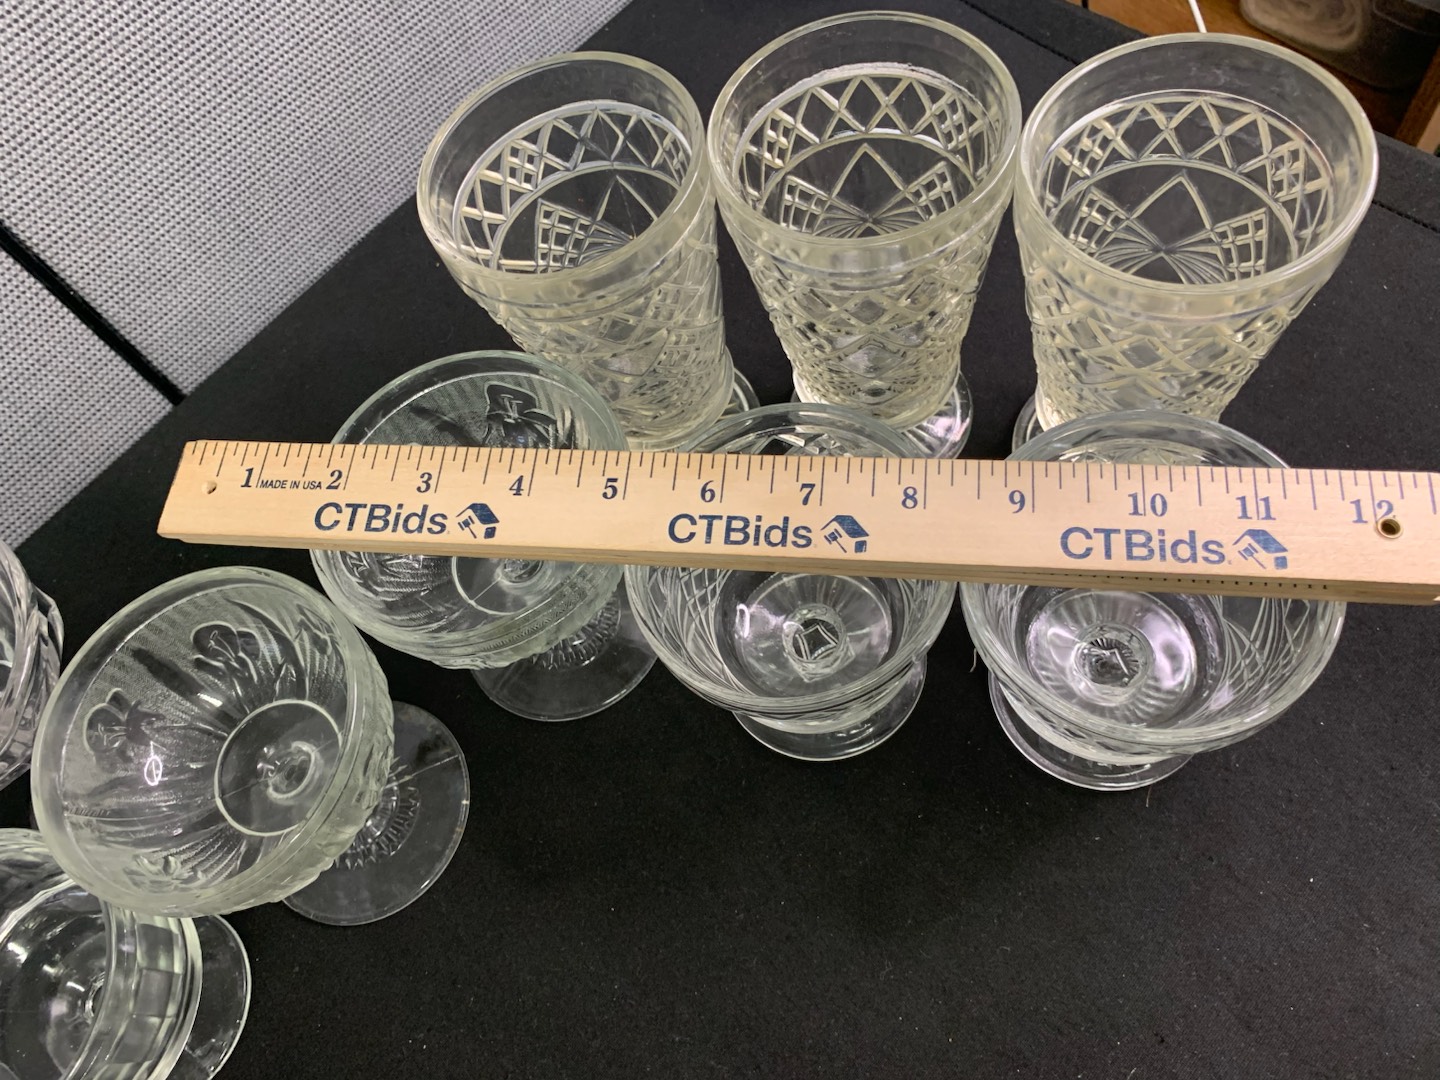 1 MADE IN USA 2 3 4 5 6 7 8 9 10 11 12
CTBids CTBids CTBids